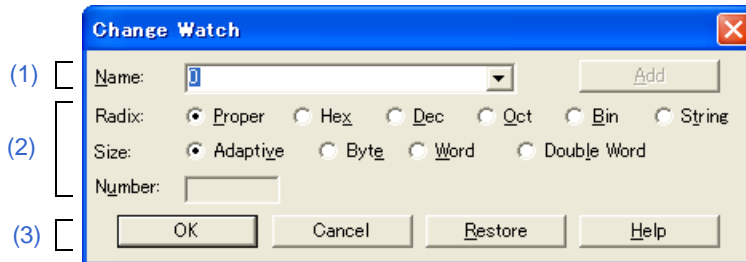 Change Watch
(1) Name: Add
Radix: Proper Hex Dec Oct Bin String
(2) Size: Adaptive Byte Word Double Word
Number:
(3) OK Cancel Restore Help